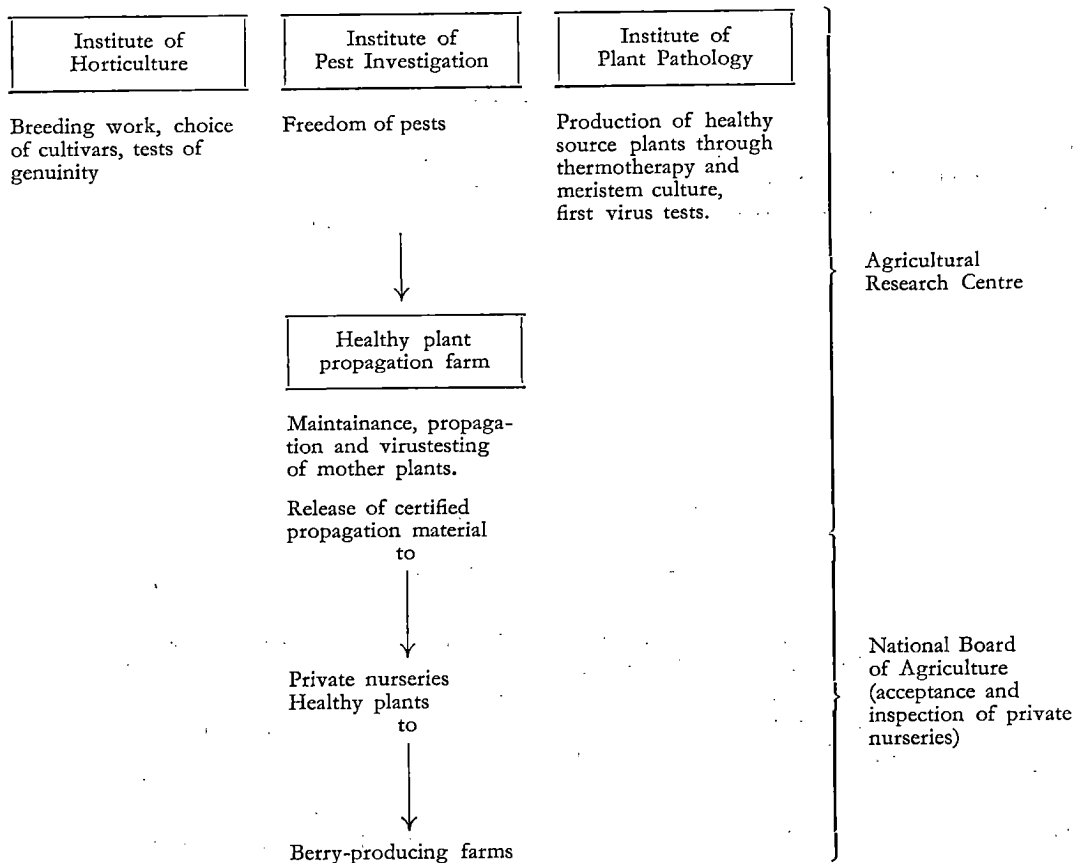 Institute of
Horticulture
Institute of
Pest Investigation
Institute of
Plant Pathology
Breeding work, choice
of cultivars, tests of
genuinity
Freedom of pests
Production of healthy
source plants through
thermotherapy and
meristem culture,
first virus tests.
Agricultural
Research Centre
Healthy plant
propagation farm
Maintainance, propaga-
tion and virustesting
of mother plants.
Release of certified
propagation material
to
Private nurseries
Healthy plants
to
National Board
of Agriculture
(acceptance and
inspection of private
nurseries)
Berry-producing farms